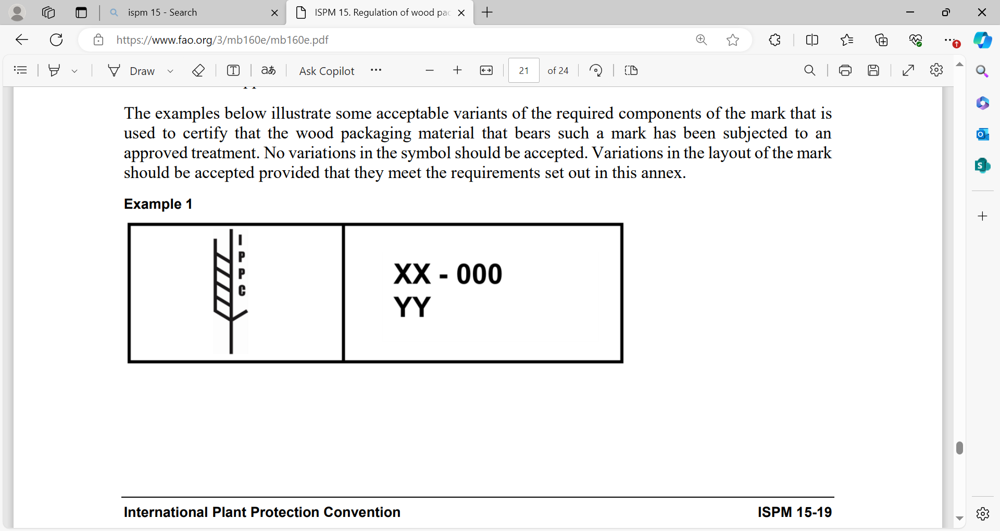 ispm 15 - Search
ISPM 15. Regulation of wood pac
https://www.fao.org/3/mb160e/mb160e.pdf
Draw
aあ
Ask Copilot
21
of 24
The examples below illustrate some acceptable variants of the required components of the mark that is
used to certify that the wood packaging material that bears such a mark has been subjected to an
approved treatment. No variations in the symbol should be accepted. Variations in the layout of the mark
should be accepted provided that they meet the requirements set out in this annex.
Example 1
IPPC
XX - 000
YY
International Plant Protection Convention
ISPM 15-19